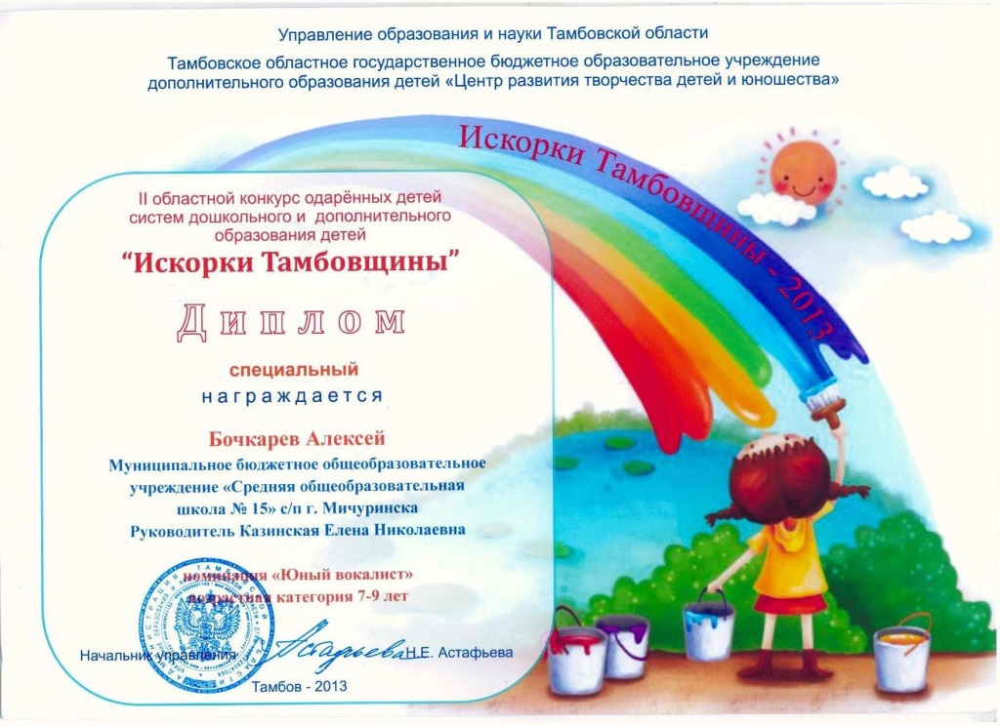 Управление образования и науки Тамбовской области
Тамбовское областное государственное бюджетное образовательное учреждение
дополнительного образования детей «Центр развития творчества детей и юношества»
Искорки Тамбовщины - 2013
II областной конкурс одарённых детей
систем дошкольного и дополнительного
образования детей
“Искорки Тамбовщины”
Диплом
специальный
награждается
Бочкарев Алексей
Муниципальное бюджетное общеобразовательное
учреждение «Средняя общеобразовательная
школа № 15» с/п г. Мичуринска
Руководитель Казинская Елена Николаевна
номинация «Юный вокалист»
возрастная категория 7-9 лет
Начальник управления Астафьева Н.Е. Астафьева
Тамбов - 2013